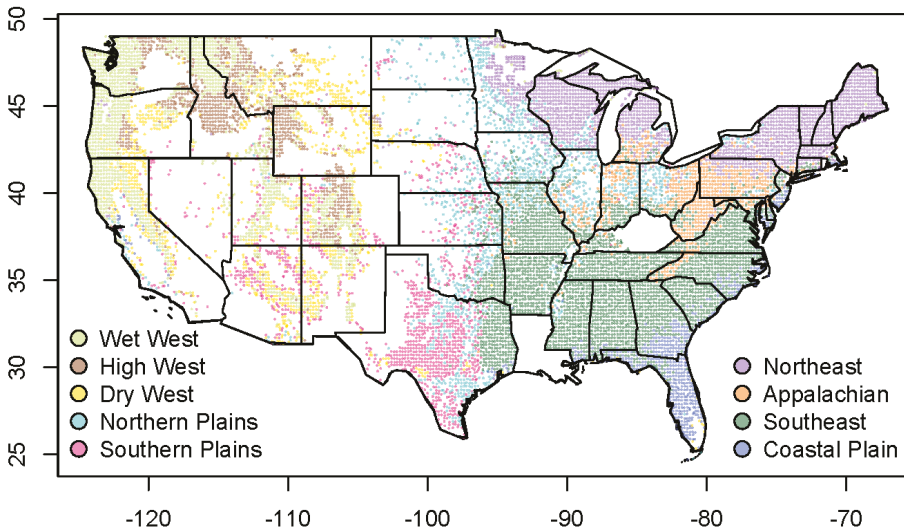 50
45
40
35
30
25
Wet West
High West
Dry West
Northern Plains
Southern Plains
Northeast
Appalachian
Southeast
Coastal Plain
-120 -110 -100 -90 -80 -70